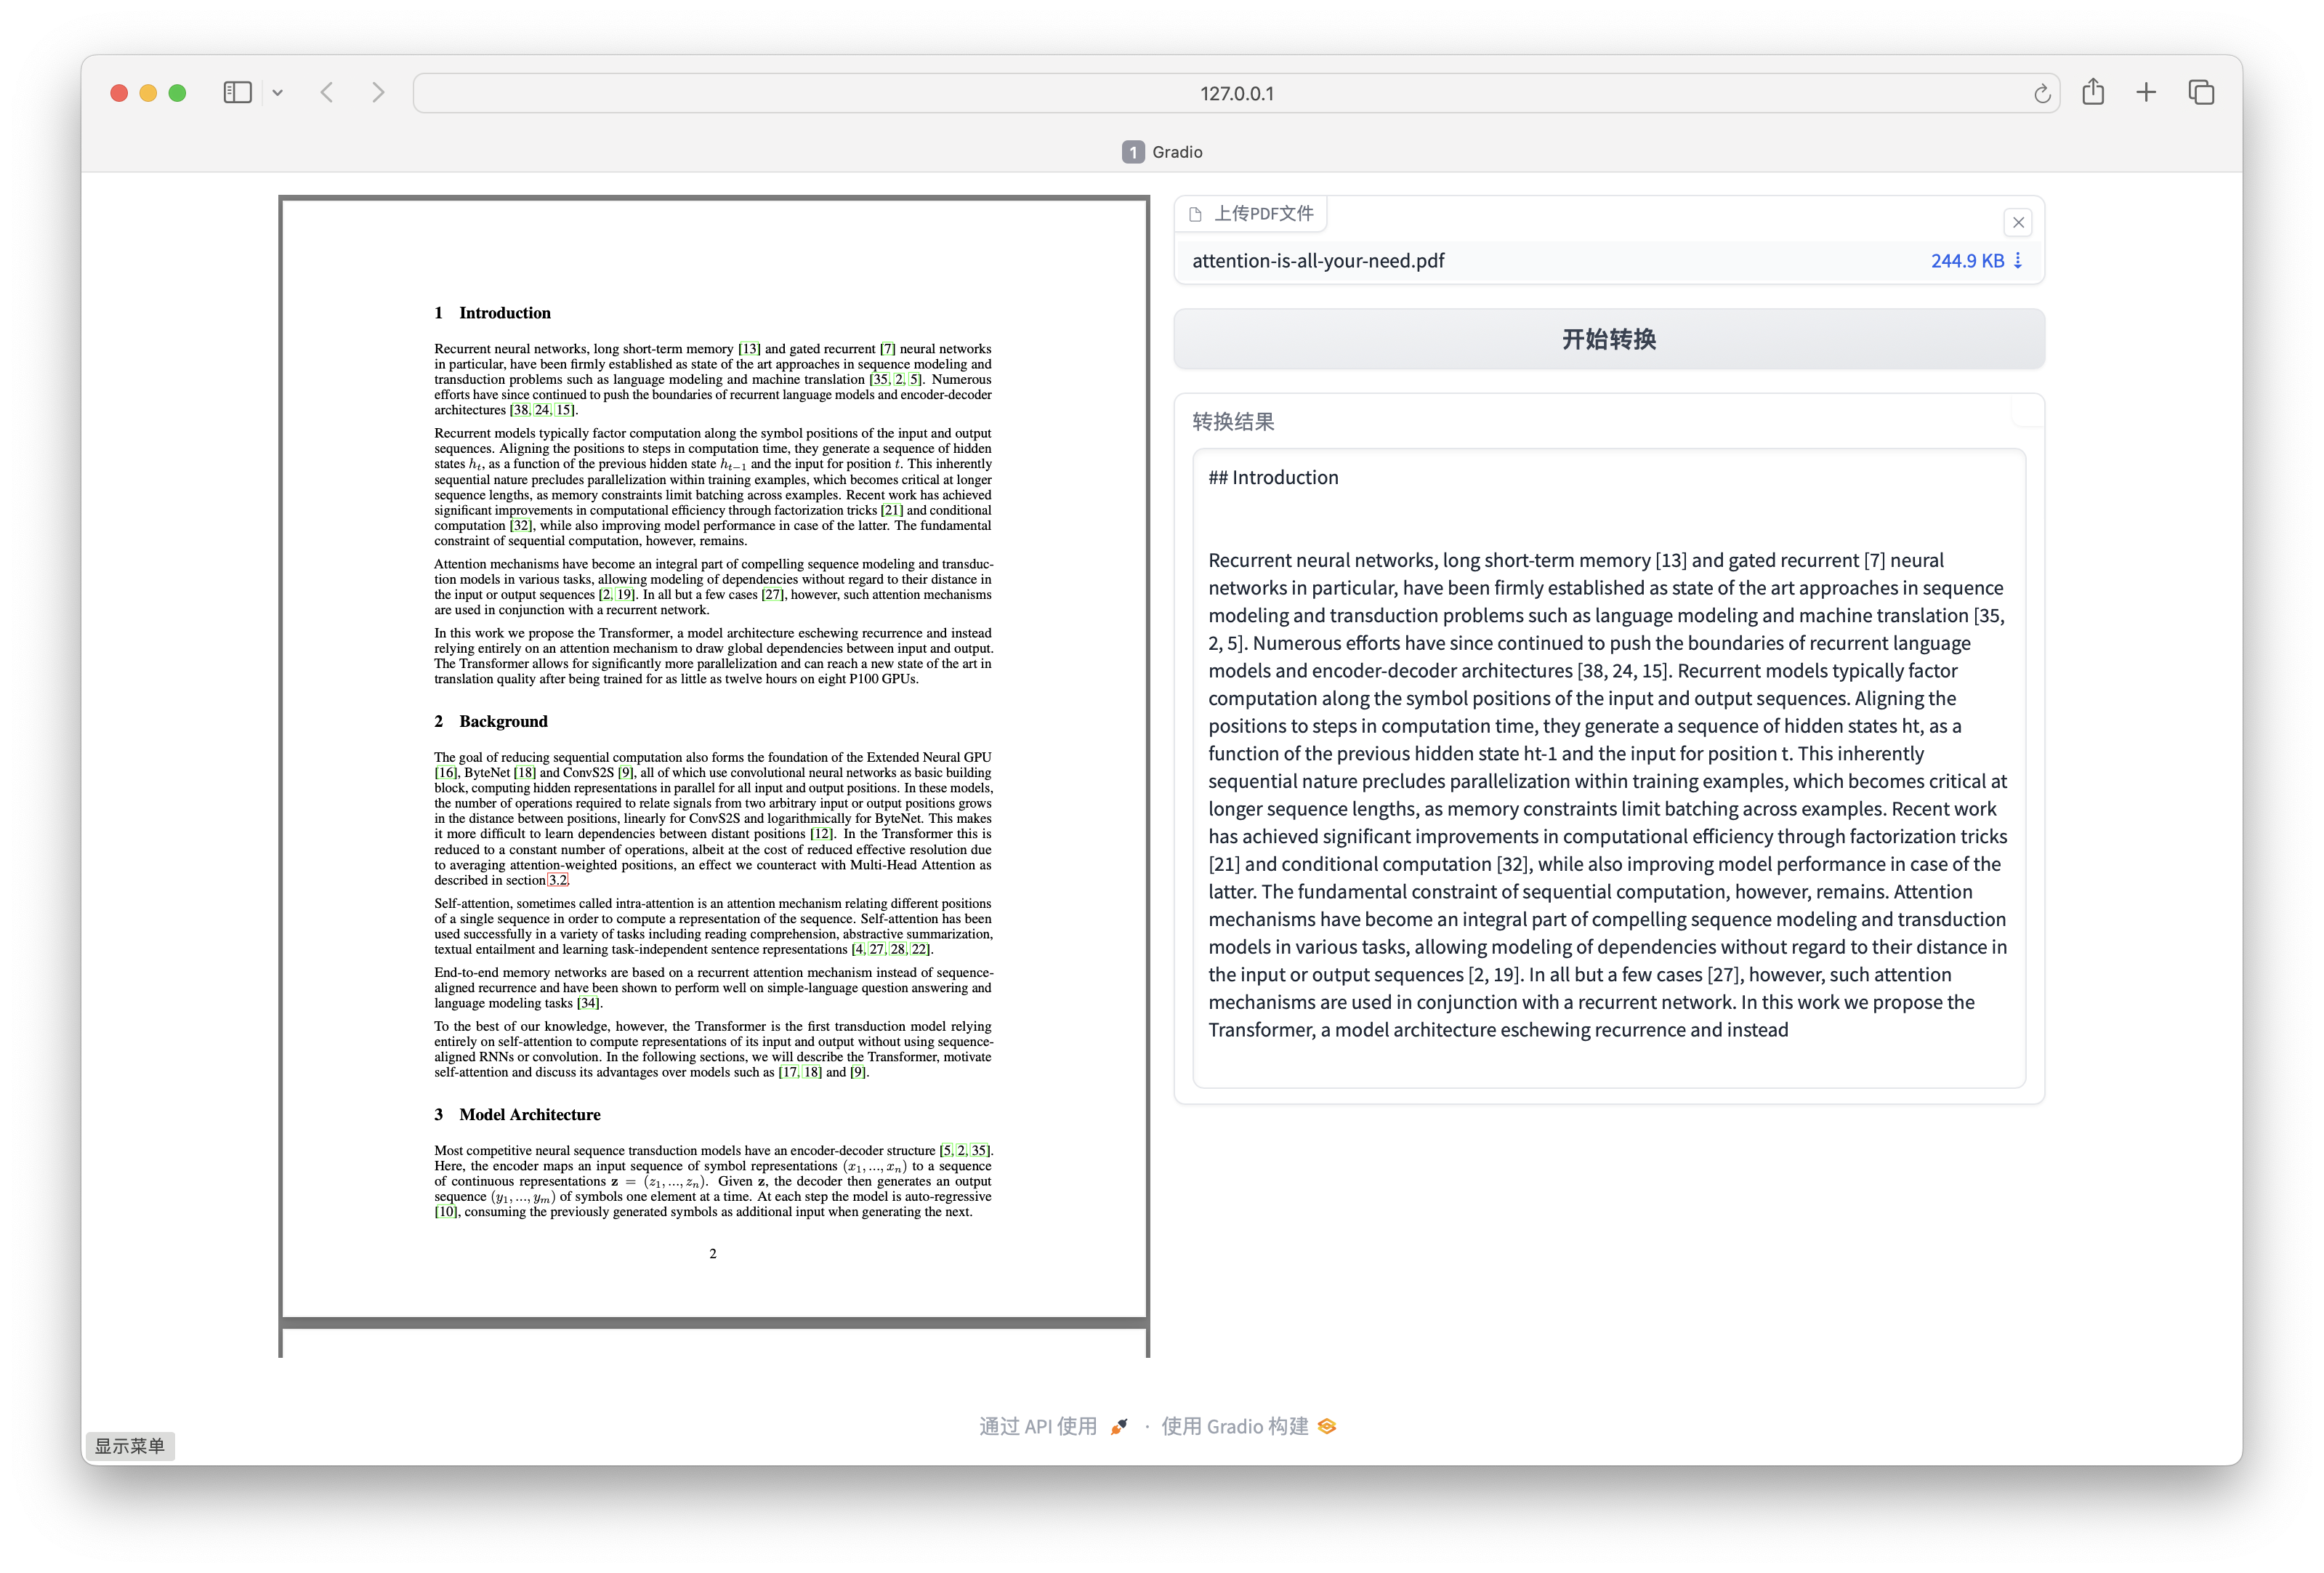 127.0.0.1
1 Gradio
1 Introduction
Recurrent neural networks, long short-term memory [13] and gated recurrent [7] neural networks
in particular, have been firmly established as state of the art approaches in sequence modeling and
transduction problems such as language modeling and machine translation [35, 2, 5]. Numerous
efforts have since continued to push the boundaries of recurrent language models and encoder-decoder
architectures [38, 24, 15].
Recurrent models typically factor computation along the symbol positions of the input and output
sequences. Aligning the positions to steps in computation time, they generate a sequence of hidden
states hₜ, as a function of the previous hidden state hₜ₋₁ and the input for position t. This inherently
sequential nature precludes parallelization within training examples, which becomes critical at longer
sequence lengths, as memory constraints limit batching across examples. Recent work has achieved
significant improvements in computational efficiency through factorization tricks [21] and conditional
computation [32], while also improving model performance in case of the latter. The fundamental
constraint of sequential computation, however, remains.
Attention mechanisms have become an integral part of compelling sequence modeling and transduc-
tion models in various tasks, allowing modeling of dependencies without regard to their distance in
the input or output sequences [2, 19]. In all but a few cases [27], however, such attention mechanisms
are used in conjunction with a recurrent network.
In this work we propose the Transformer, a model architecture eschewing recurrence and instead
relying entirely on an attention mechanism to draw global dependencies between input and output.
The Transformer allows for significantly more parallelization and can reach a new state of the art in
translation quality after being trained for as little as twelve hours on eight P100 GPUs.
2 Background
The goal of reducing sequential computation also forms the foundation of the Extended Neural GPU
[16], ByteNet [18] and ConvS2S [9], all of which use convolutional neural networks as basic building
block, computing hidden representations in parallel for all input and output positions. In these models,
the number of operations required to relate signals from two arbitrary input or output positions grows
in the distance between positions, linearly for ConvS2S and logarithmically for ByteNet. This makes
it more difficult to learn dependencies between distant positions [12]. In the Transformer this is
reduced to a constant number of operations, albeit at the cost of reduced effective resolution due
to averaging attention-weighted positions, an effect we counteract with Multi-Head Attention as
described in section 3.2.
Self-attention, sometimes called intra-attention is an attention mechanism relating different positions
of a single sequence in order to compute a representation of the sequence. Self-attention has been
used successfully in a variety of tasks including reading comprehension, abstractive summarization,
textual entailment and learning task-independent sentence representations [4, 27, 28, 22].
End-to-end memory networks are based on a recurrent attention mechanism instead of sequence-
aligned recurrence and have been shown to perform well on simple-language question answering and
language modeling tasks [34].
To the best of our knowledge, however, the Transformer is the first transduction model relying
entirely on self-attention to compute representations of its input and output without using sequence-
aligned RNNs or convolution. In the following sections, we will describe the Transformer, motivate
self-attention and discuss its advantages over models such as [17, 18] and [9].
3 Model Architecture
Most competitive neural sequence transduction models have an encoder-decoder structure [5, 2, 35].
Here, the encoder maps an input sequence of symbol representations (x₁, ..., xₙ) to a sequence
of continuous representations z = (z₁, ..., zₙ). Given z, the decoder then generates an output
sequence (y₁, ..., yₘ) of symbols one element at a time. At each step the model is auto-regressive
[10], consuming the previously generated symbols as additional input when generating the next.
2
上传PDF文件
attention-is-all-your-need.pdf 244.9 KB ⇣
开始转换
转换结果
## Introduction
Recurrent neural networks, long short-term memory [13] and gated recurrent [7] neural
networks in particular, have been firmly established as state of the art approaches in sequence
modeling and transduction problems such as language modeling and machine translation [35,
2, 5]. Numerous efforts have since continued to push the boundaries of recurrent language
models and encoder-decoder architectures [38, 24, 15]. Recurrent models typically factor
computation along the symbol positions of the input and output sequences. Aligning the
positions to steps in computation time, they generate a sequence of hidden states ht, as a
function of the previous hidden state ht-1 and the input for position t. This inherently
sequential nature precludes parallelization within training examples, which becomes critical at
longer sequence lengths, as memory constraints limit batching across examples. Recent work
has achieved significant improvements in computational efficiency through factorization tricks
[21] and conditional computation [32], while also improving model performance in case of the
latter. The fundamental constraint of sequential computation, however, remains. Attention
mechanisms have become an integral part of compelling sequence modeling and transduction
models in various tasks, allowing modeling of dependencies without regard to their distance in
the input or output sequences [2, 19]. In all but a few cases [27], however, such attention
mechanisms are used in conjunction with a recurrent network. In this work we propose the
Transformer, a model architecture eschewing recurrence and instead
通过 API 使用 · 使用 Gradio 构建
显示菜单